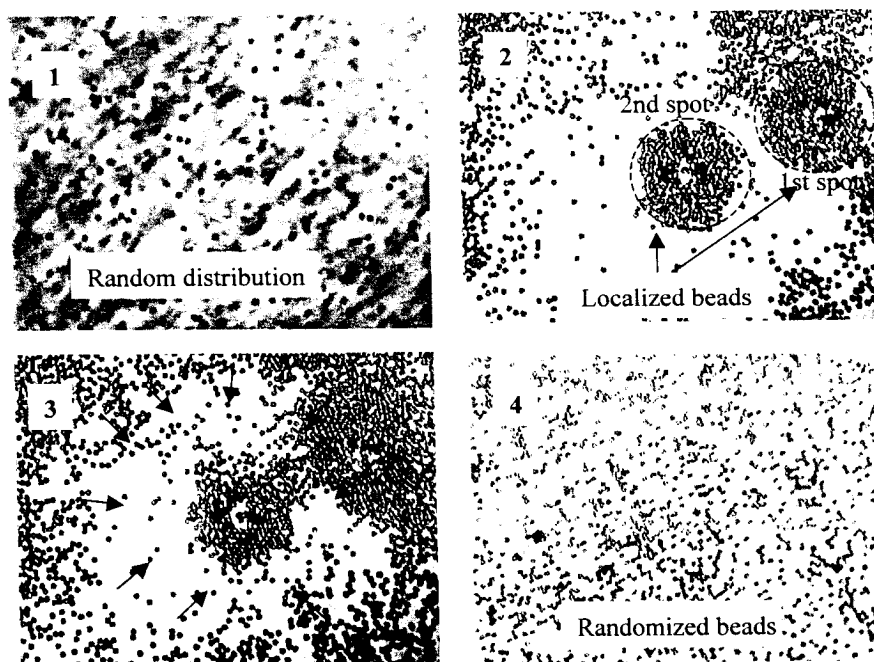 1
Random distribution
2
2nd spot
1st spot
Localized beads
3
4
Randomized beads